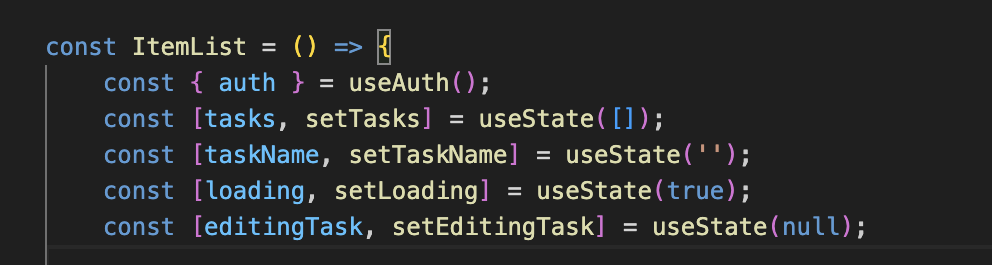 const ItemList = () => {
    const { auth } = useAuth();
    const [tasks, setTasks] = useState([]);
    const [taskName, setTaskName] = useState('');
    const [loading, setLoading] = useState(true);
    const [editingTask, setEditingTask] = useState(null);